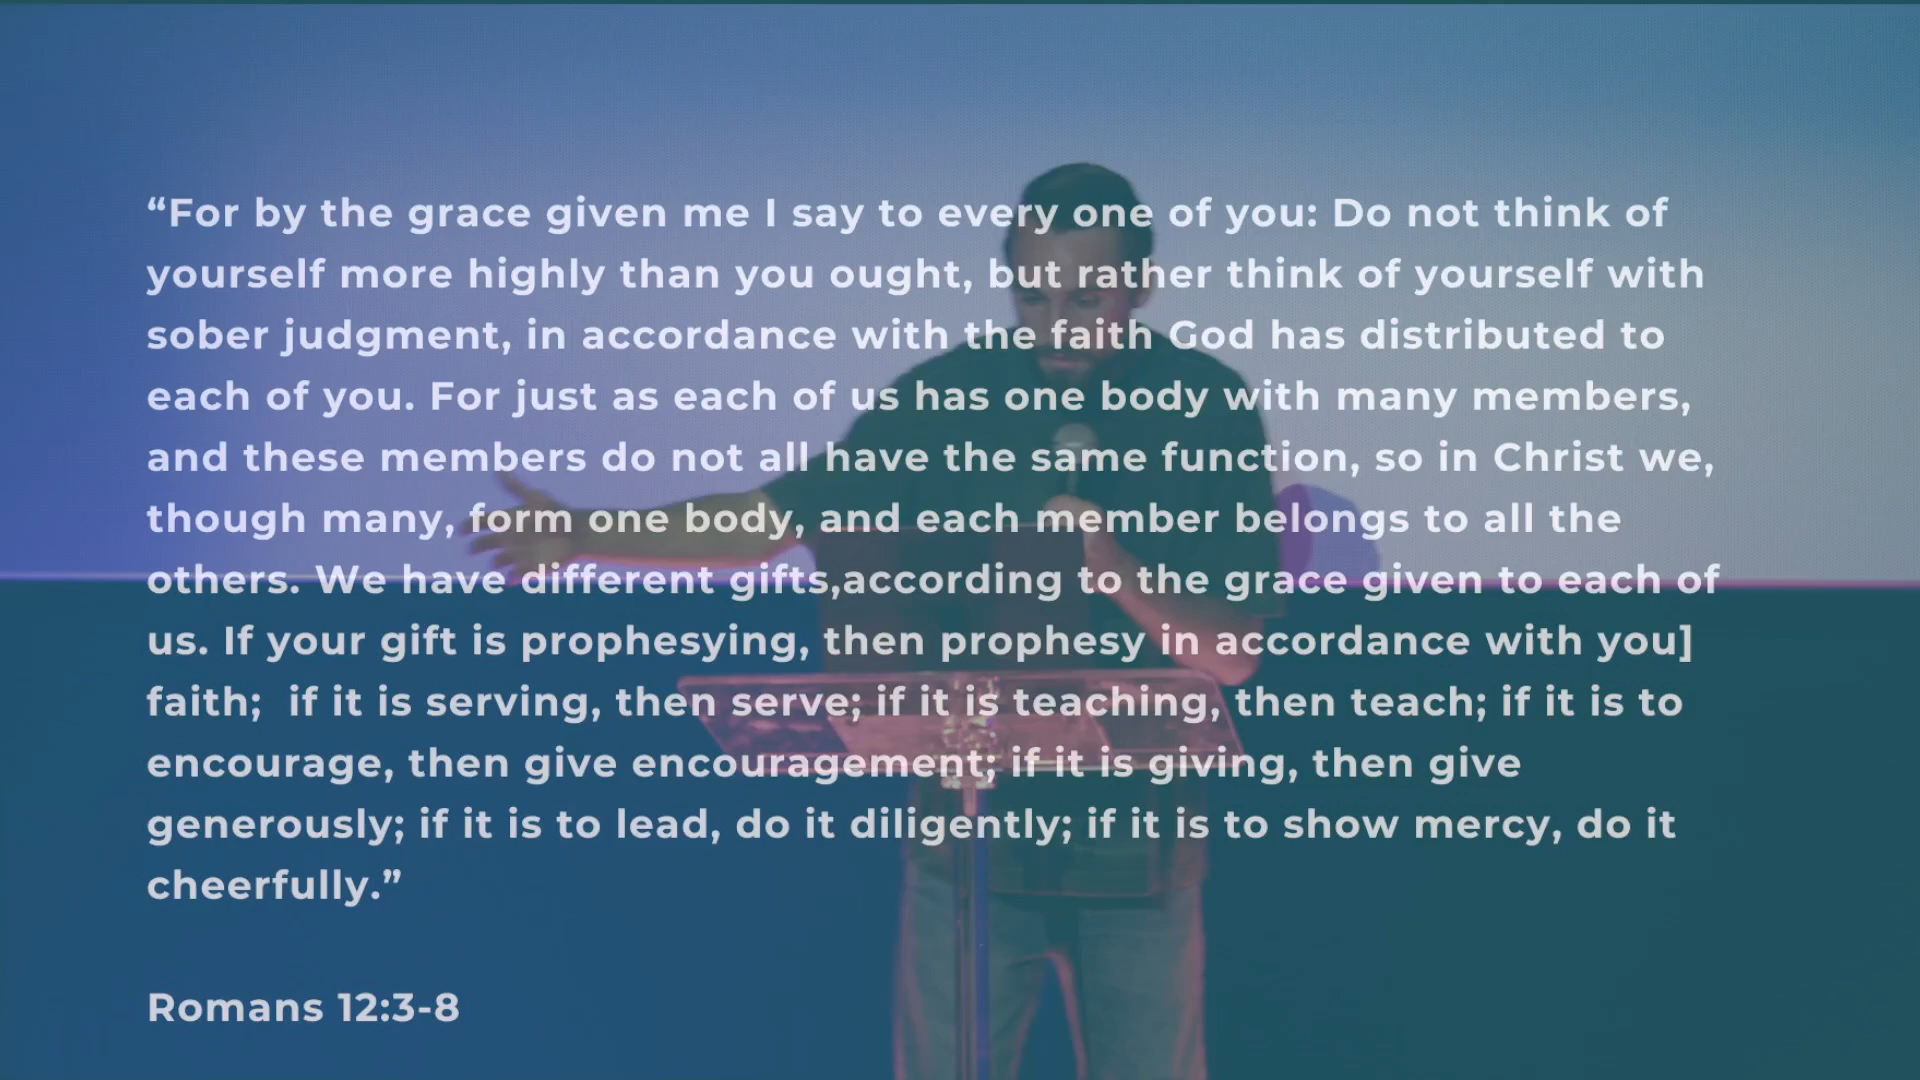 “For by the grace given me I say to every one of you: Do not think of
yourself more highly than you ought, but rather think of yourself with
sober judgment, in accordance with the faith God has distributed to
each of you. For just as each of us has one body with many members,
and these members do not all have the same function, so in Christ we,
though many, form one body, and each member belongs to all the
others. We have different gifts,according to the grace given to each of
us. If your gift is prophesying, then prophesy in accordance with you]
faith;  if it is serving, then serve; if it is teaching, then teach; if it is to
encourage, then give encouragement; if it is giving, then give
generously; if it is to lead, do it diligently; if it is to show mercy, do it
cheerfully.”
Romans 12:3-8